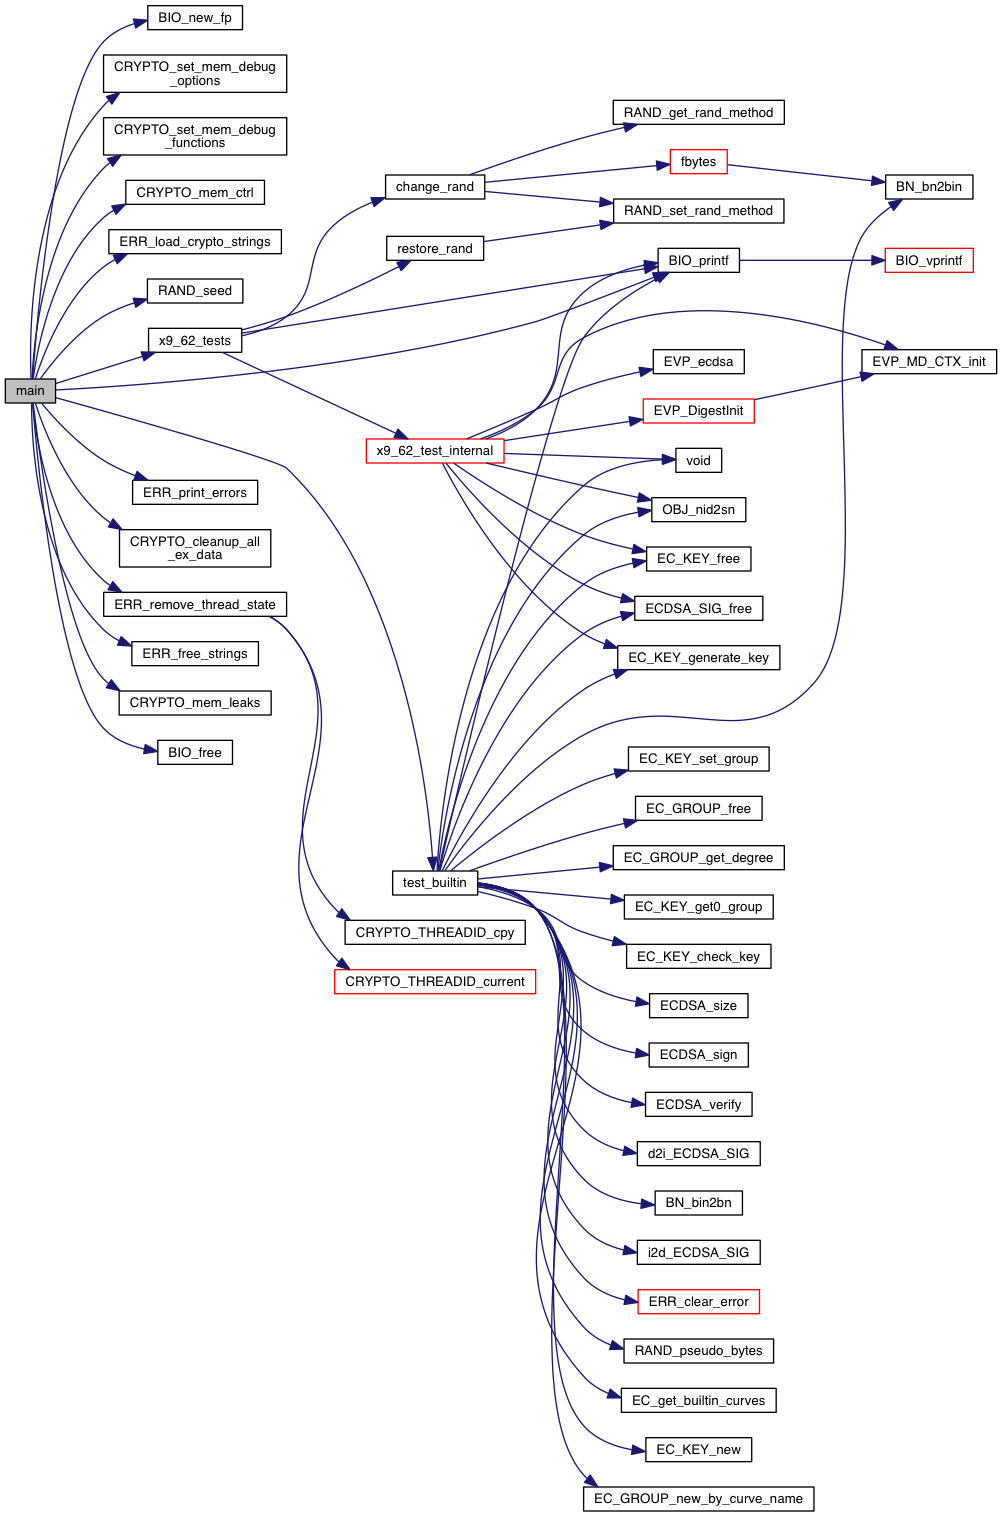 BIO_new_fp
CRYPTO_set_mem_debug
_options
CRYPTO_set_mem_debug
_functions
CRYPTO_mem_ctrl
ERR_load_crypto_strings
RAND_seed
x9_62_tests
main
ERR_print_errors
CRYPTO_cleanup_all
_ex_data
ERR_remove_thread_state
ERR_free_strings
CRYPTO_mem_leaks
BIO_free
change_rand
restore_rand
x9_62_test_internal
test_builtin
CRYPTO_THREADID_cpy
CRYPTO_THREADID_current
RAND_get_rand_method
fbytes
RAND_set_rand_method
BIO_printf
EVP_ecdsa
EVP_DigestInit
void
OBJ_nid2sn
EC_KEY_free
ECDSA_SIG_free
EC_KEY_generate_key
EC_KEY_set_group
EC_GROUP_free
EC_GROUP_get_degree
EC_KEY_get0_group
EC_KEY_check_key
ECDSA_size
ECDSA_sign
ECDSA_verify
d2i_ECDSA_SIG
BN_bin2bn
i2d_ECDSA_SIG
ERR_clear_error
RAND_pseudo_bytes
EC_get_builtin_curves
EC_KEY_new
EC_GROUP_new_by_curve_name
BN_bn2bin
BIO_vprintf
EVP_MD_CTX_init